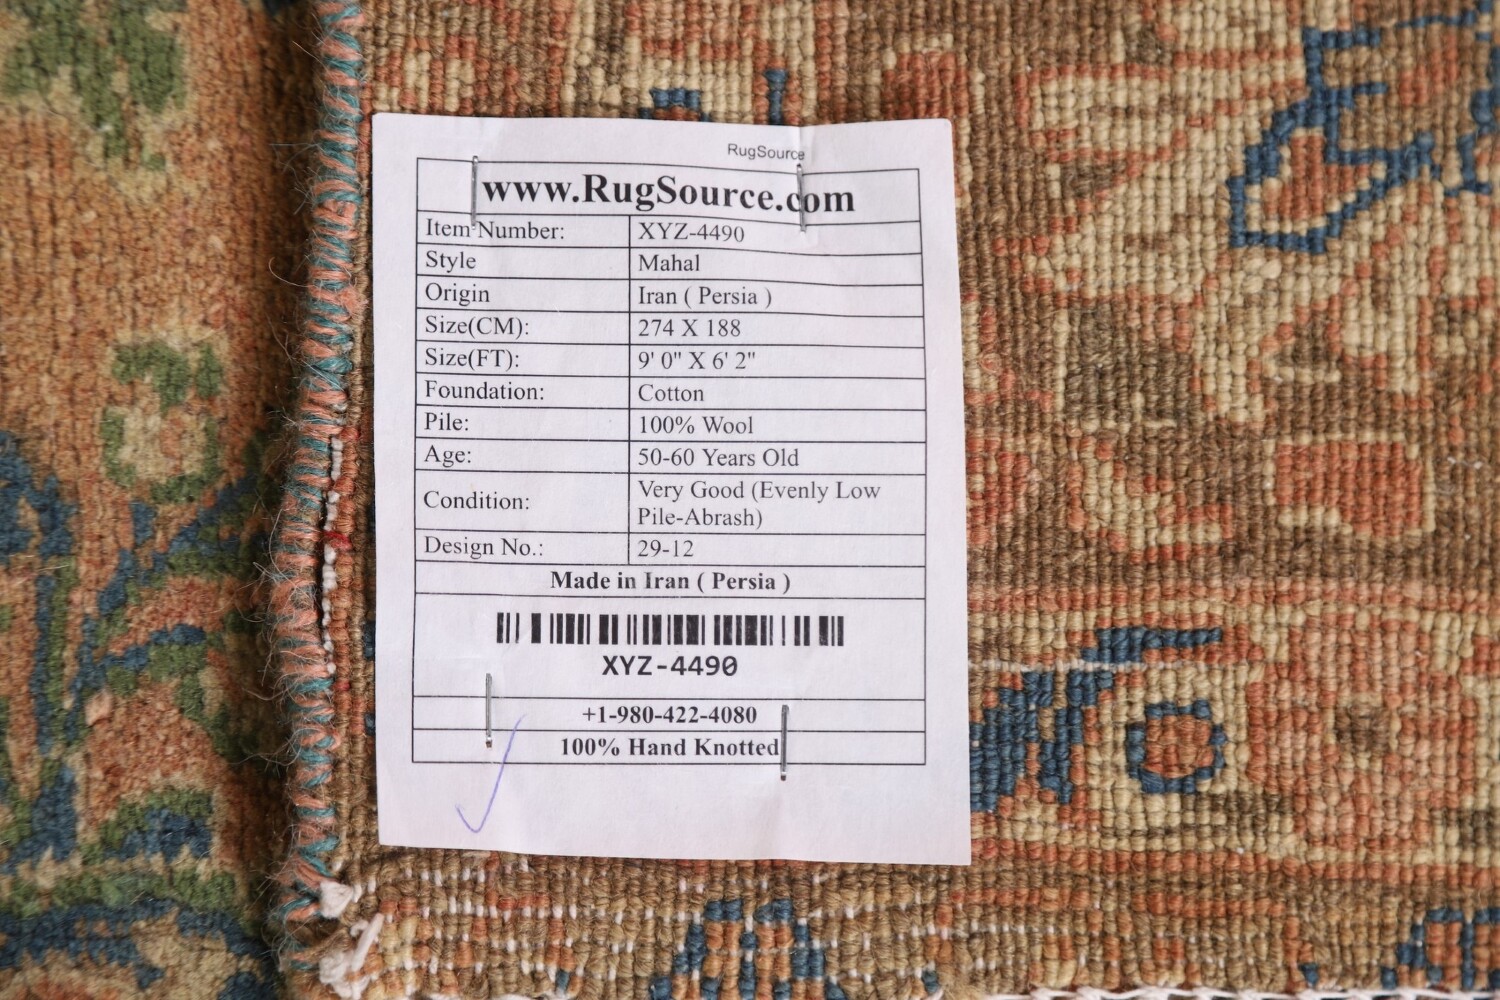 RugSource
www.RugSource.com
Item Number: XYZ-4490
Style Mahal
Origin Iran ( Persia )
Size(CM): 274 X 188
Size(FT): 9' 0" X 6' 2"
Foundation: Cotton
Pile: 100% Wool
Age: 50-60 Years Old
Condition: Very Good (Evenly Low
Pile-Abrash)
Design No.: 29-12
Made in Iran ( Persia )
XYZ-4490
+1-980-422-4080
100% Hand Knotted